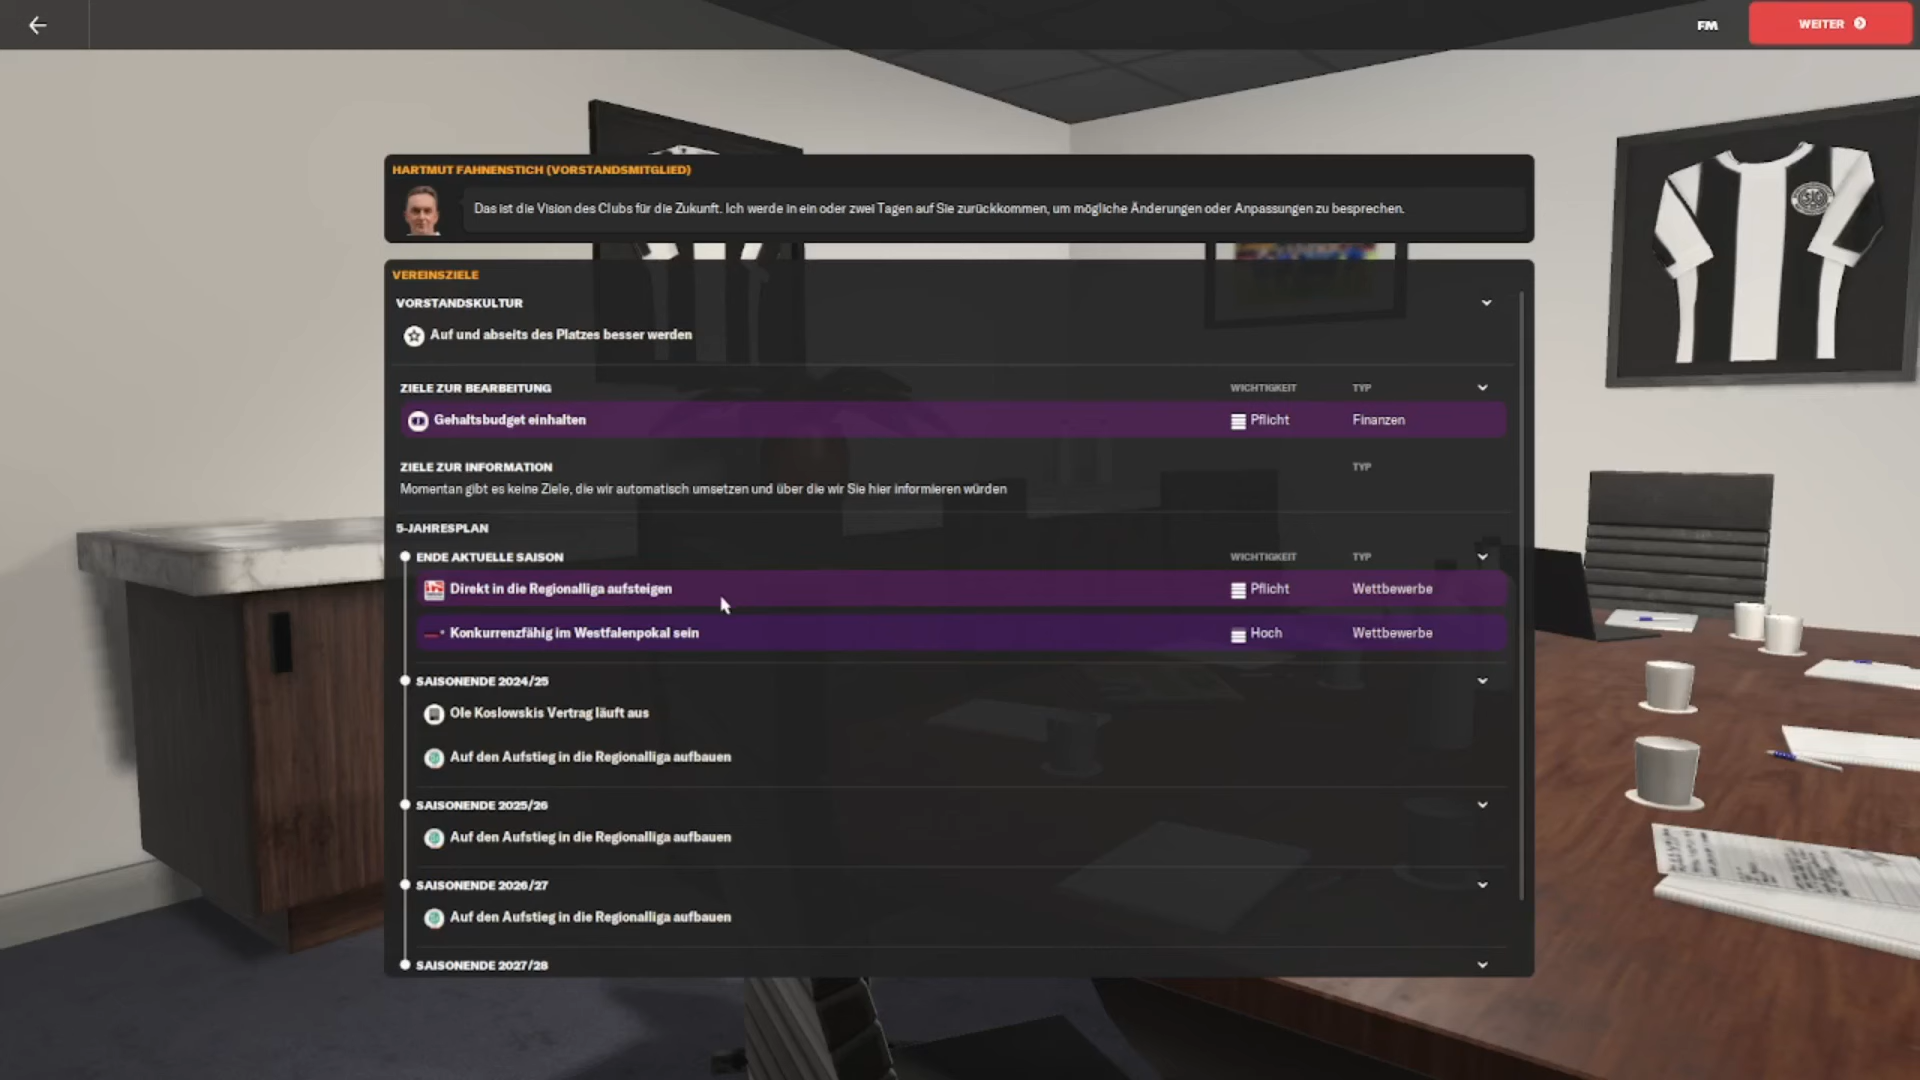 FM
WEITER
HARTMUT FAHNENSTICH (VORSTANDSMITGLIED)
Das ist die Vision des Clubs für die Zukunft. Ich werde in ein oder zwei Tagen auf Sie zurückkommen, um mögliche Änderungen oder Anpassungen zu besprechen.
VEREINSZIELE
VORSTANDSKULTUR
Auf und abseits des Platzes besser werden
ZIELE ZUR BEARBEITUNG WICHTIGKEIT TYP
Gehaltsbudget einhalten Pflicht Finanzen
ZIELE ZUR INFORMATION TYP
Momentan gibt es keine Ziele, die wir automatisch umsetzen und über die wir Sie hier informieren würden
5-JAHRESPLAN
ENDE AKTUELLE SAISON WICHTIGKEIT TYP
Direkt in die Regionalliga aufsteigen Pflicht Wettbewerbe
Konkurrenzfähig im Westfalenpokal sein Hoch Wettbewerbe
SAISONENDE 2024/25
Ole Koslowskis Vertrag läuft aus
Auf den Aufstieg in die Regionalliga aufbauen
SAISONENDE 2025/26
Auf den Aufstieg in die Regionalliga aufbauen
SAISONENDE 2026/27
Auf den Aufstieg in die Regionalliga aufbauen
SAISONENDE 2027/28